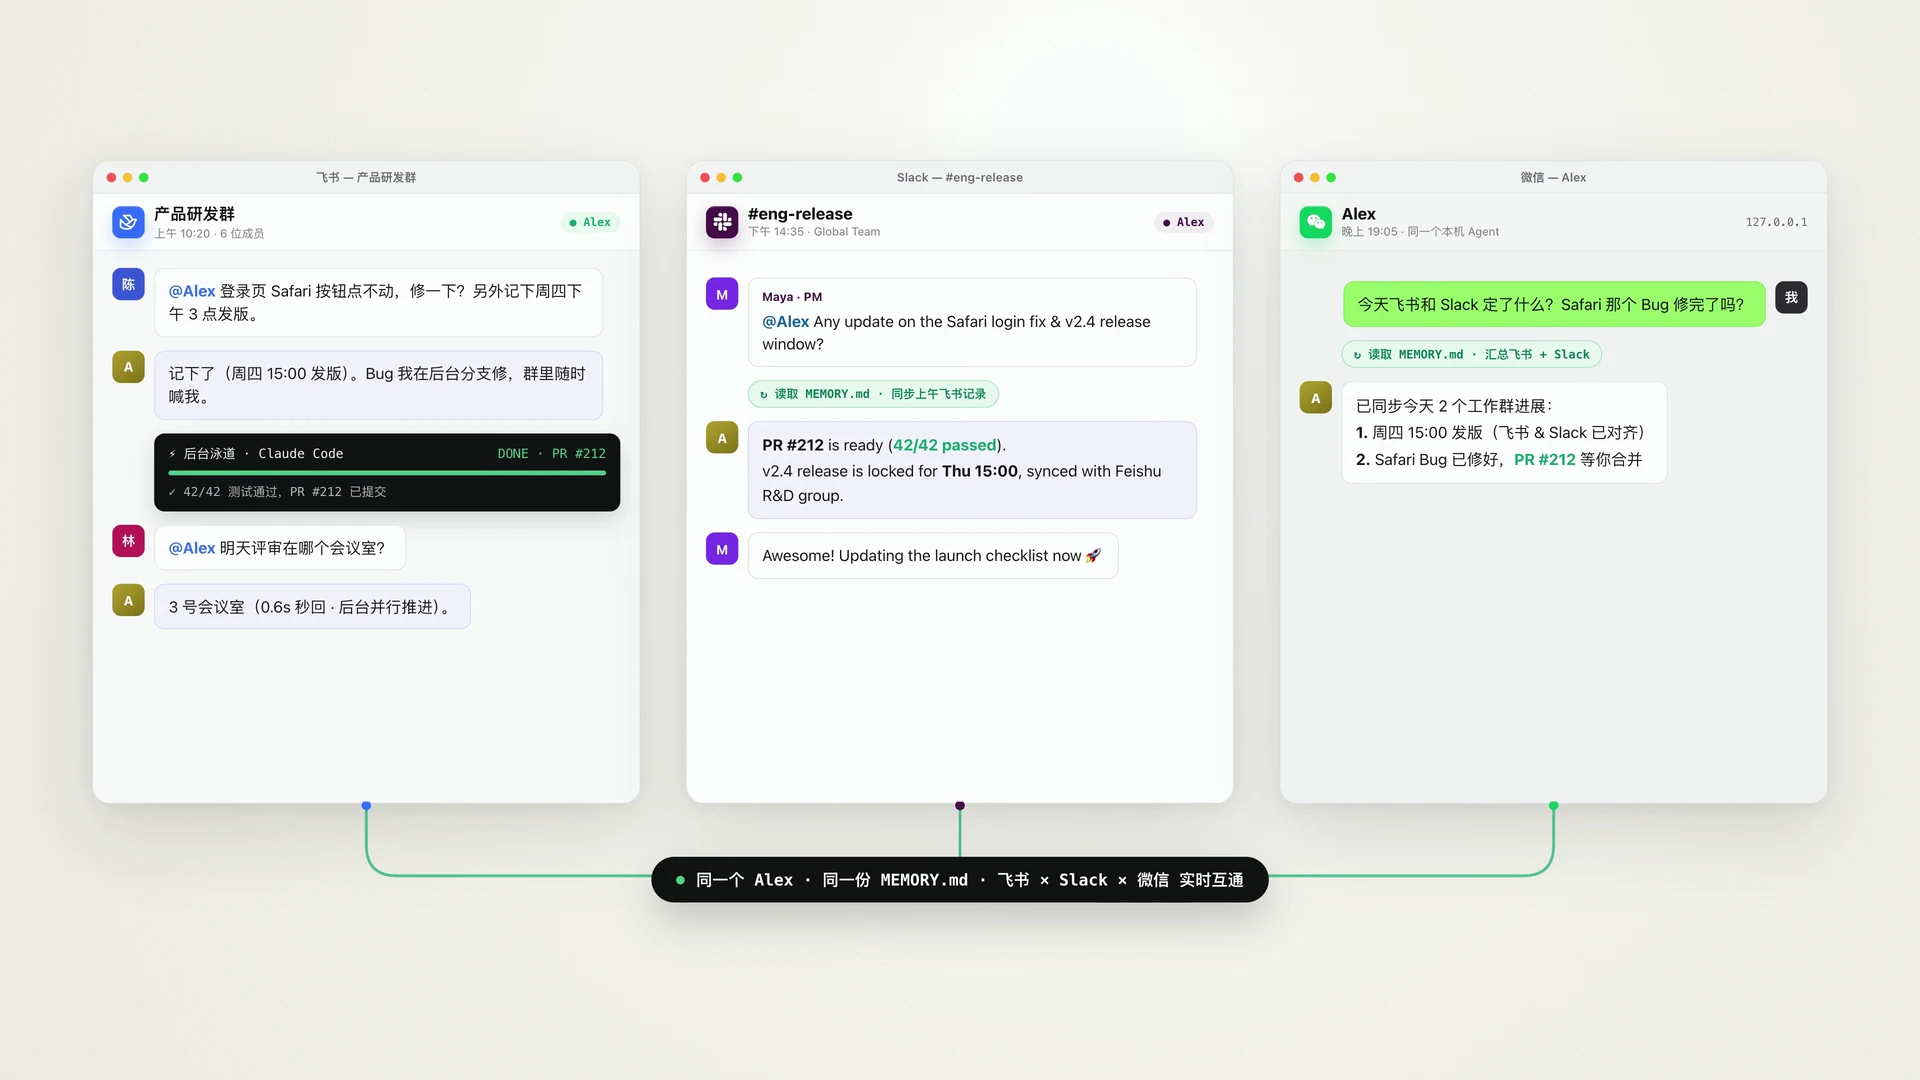 飞书 — 产品研发群
产品研发群
上午 10:20 · 6 位成员
● Alex
陈
@Alex 登录页 Safari 按钮点不动，修一下？另外记下周四下
午 3 点发版。
A
记下了（周四 15:00 发版）。Bug 我在后台分支修，群里随时
喊我。
⚡ 后台泳道 · Claude Code
DONE · PR #212
✓ 42/42 测试通过，PR #212 已提交
林
@Alex 明天评审在哪个会议室？
A
3 号会议室（0.6s 秒回 · 后台并行推进）。
Slack — #eng-release
#eng-release
下午 14:35 · Global Team
● Alex
M
Maya · PM
@Alex Any update on the Safari login fix & v2.4 release
window?
↻ 读取 MEMORY.md · 同步上午飞书记录
A
PR #212 is ready (42/42 passed).
v2.4 release is locked for Thu 15:00, synced with Feishu
R&D group.
M
Awesome! Updating the launch checklist now 🚀
微信 — Alex
Alex
晚上 19:05 · 同一个本机 Agent
127.0.0.1
今天飞书和 Slack 定了什么？Safari 那个 Bug 修完了吗？
我
↻ 读取 MEMORY.md · 汇总飞书 + Slack
A
已同步今天 2 个工作群进展：
1. 周四 15:00 发版（飞书 & Slack 已对齐）
2. Safari Bug 已修好，PR #212 等你合并
● 同一个 Alex · 同一份 MEMORY.md · 飞书 × Slack × 微信 实时互通